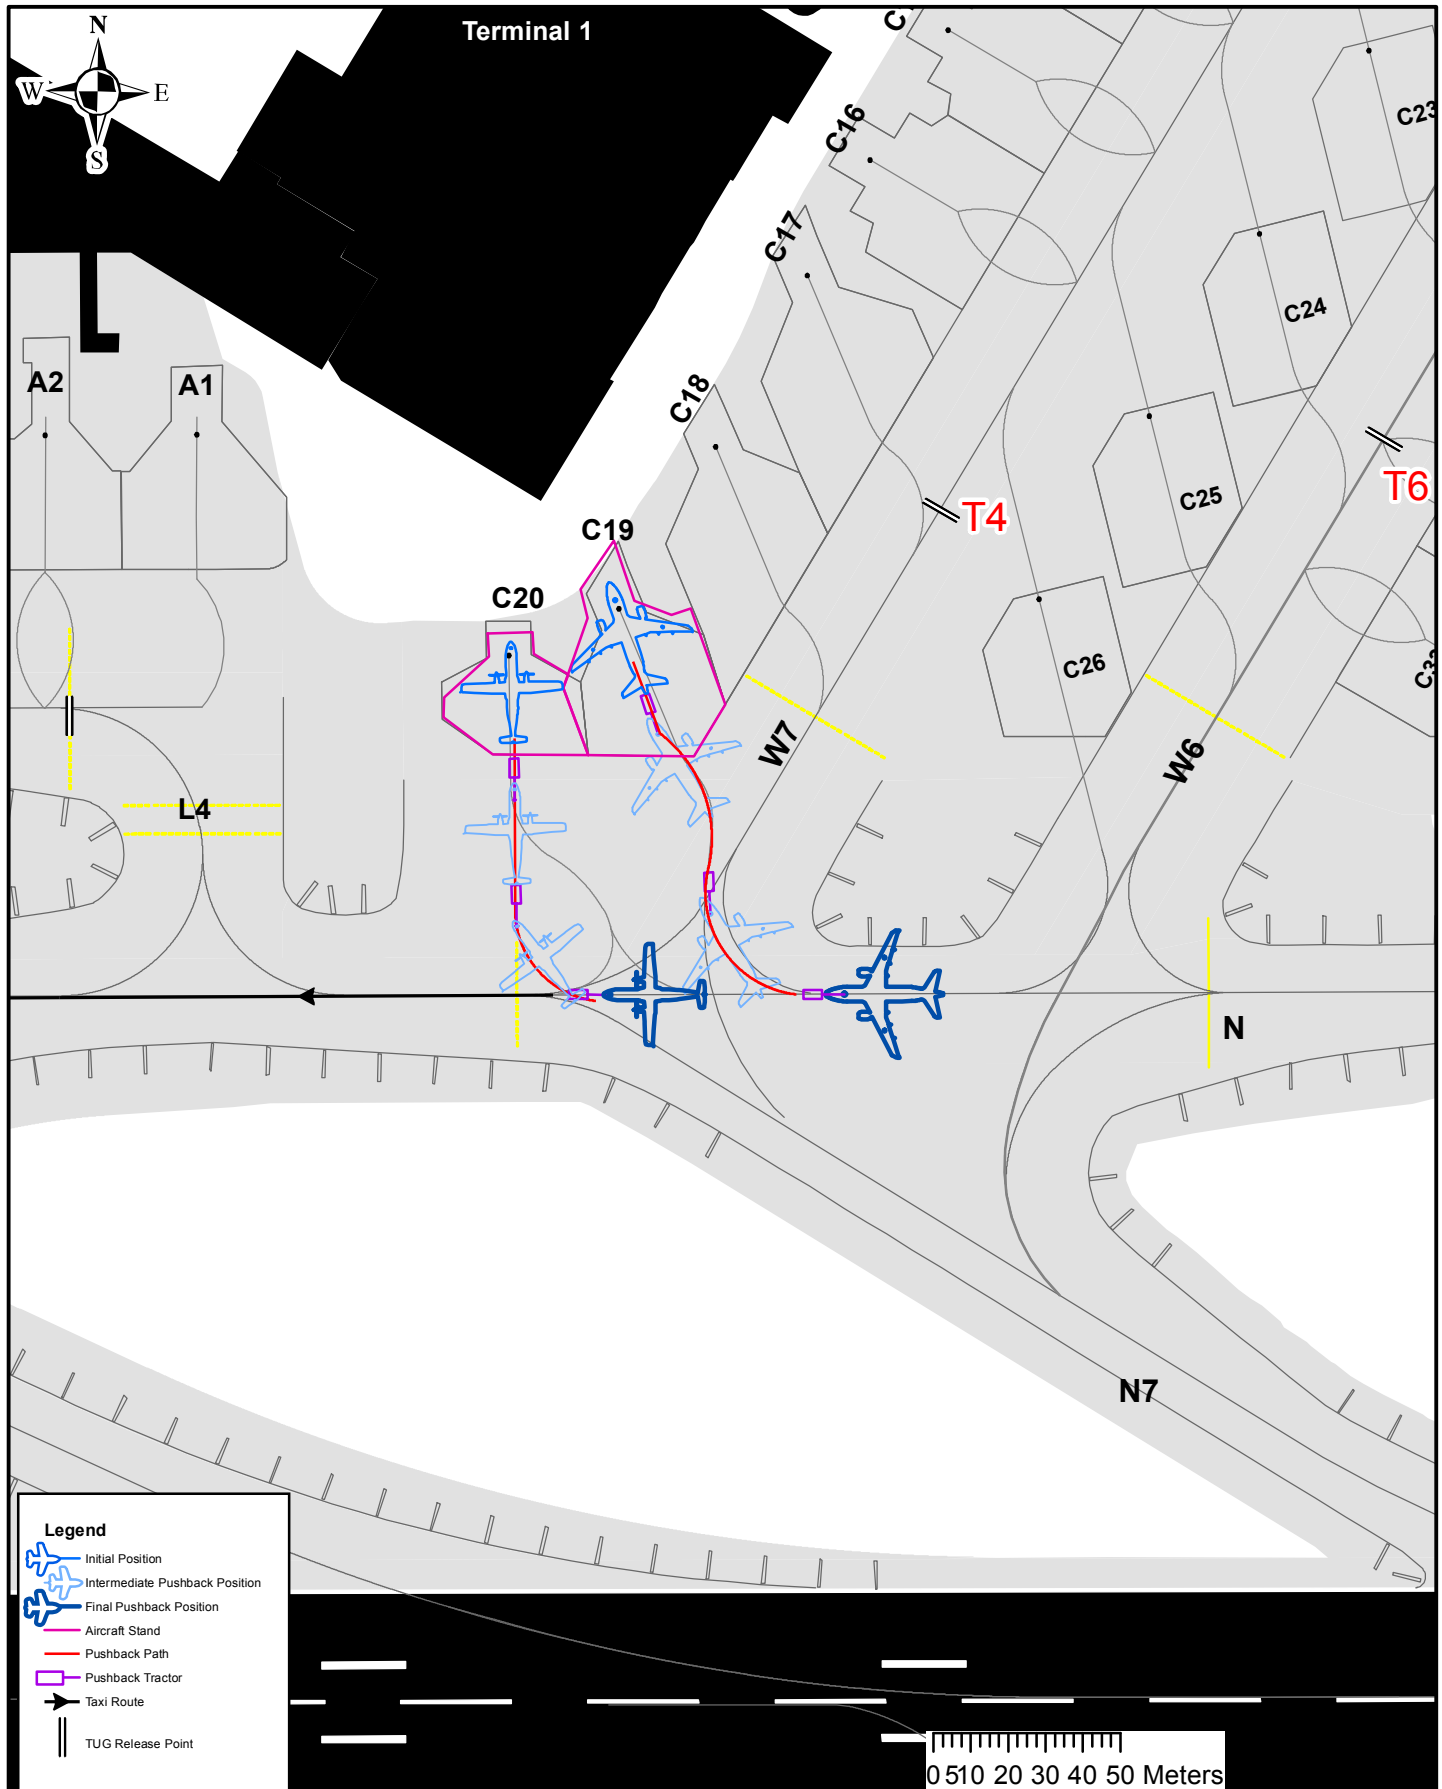 Terminal 1
N
W
E
S
C16
C23
C17
C24
A2
A1
C18
C25
T6
T4
C19
C20
C26
W7
W6
L4
N
N7
Legend
Initial Position
Intermediate Pushback Position
Final Pushback Position
Aircraft Stand
Pushback Path
Pushback Tractor
Taxi Route
TUG Release Point
0 5 10 20 30 40 50 Meters